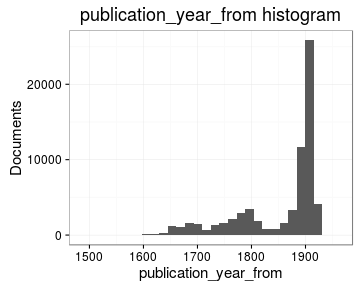 publication_year_from histogram
Documents
20000
10000
0
1500 1600 1700 1800 1900
publication_year_from